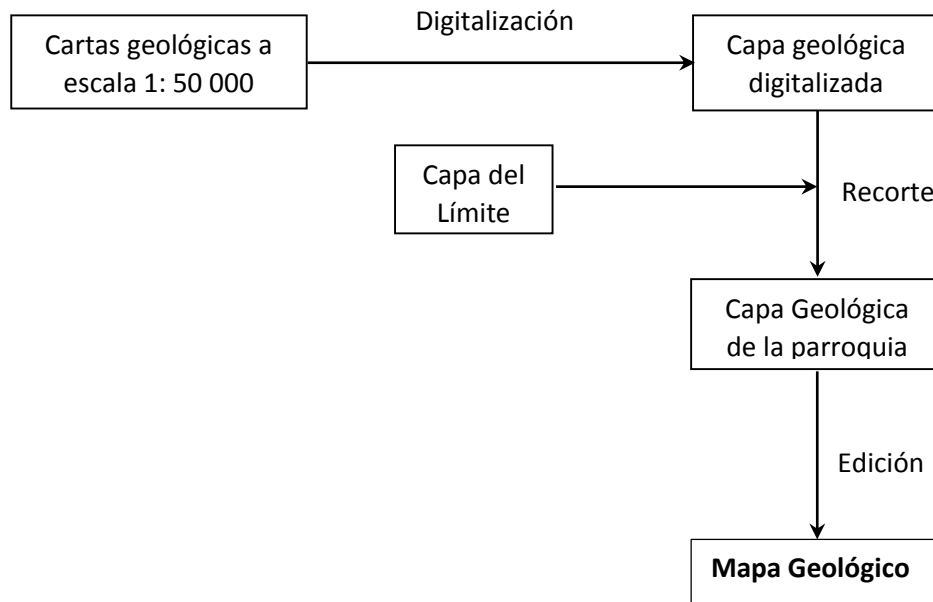 Digitalización
Cartas geológicas a
escala 1: 50 000
Capa geológica
digitalizada
Capa del
Límite
Recorte
Capa Geológica
de la parroquia
Edición
Mapa Geológico